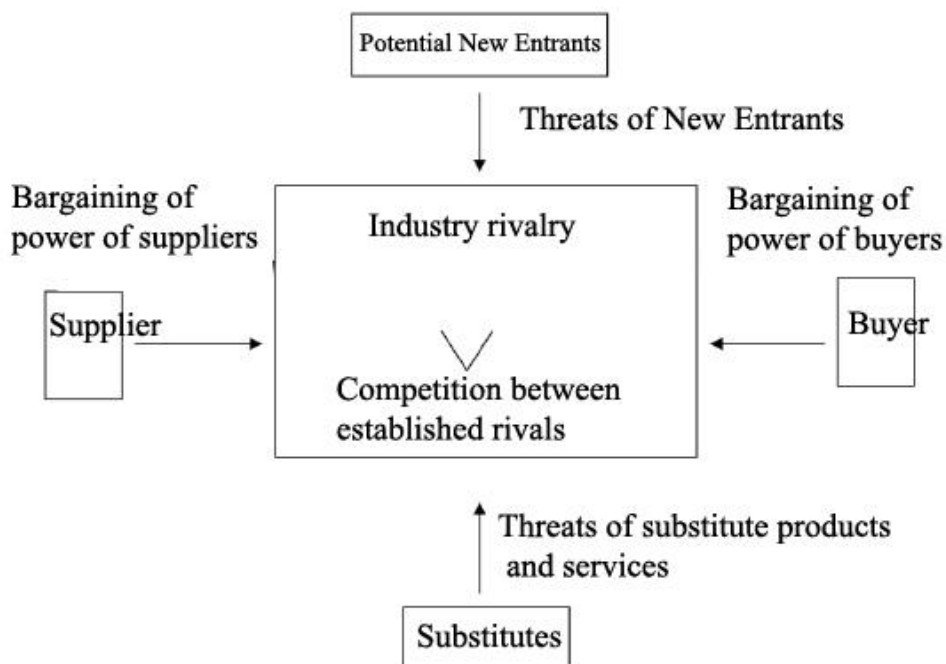 Potential New Entrants
Threats of New Entrants
Bargaining of
power of suppliers
Industry rivalry
Bargaining of
power of buyers
Supplier
Buyer
Competition between
established rivals
Threats of substitute products
and services
Substitutes